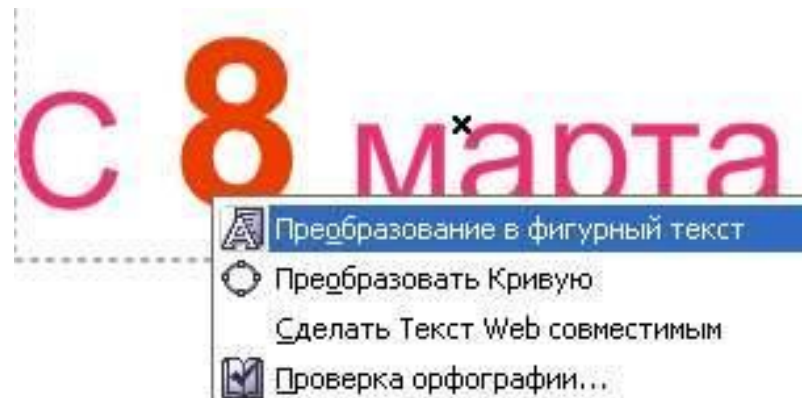 С 8 марта
Преобразование в фигурный текст
Преобразовать Кривую
Сделать Текст Web совместимым
Проверка орфографии...